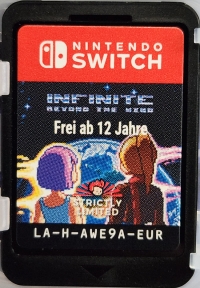 NINTENDO
SWITCH
INFINITE
BEYOND THE MIND
Frei ab 12 Jahre
STRICTLY
LIMITED
LA-H-AWE9A-EUR